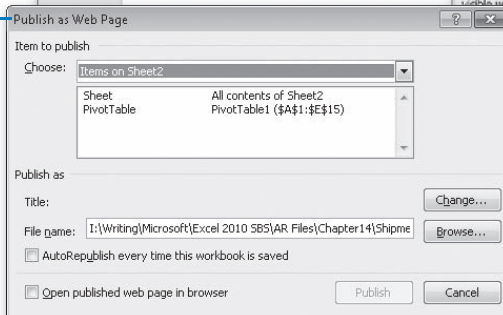 Publish as Web Page
Item to publish
Choose: Items on Sheet2
Sheet All contents of Sheet2
PivotTable PivotTable1 ($A$1:$E$15)
Publish as
Title: Change...
File name: I:\Writing\Microsoft\Excel 2010 SBS\AR Files\Chapter14\Shipme Browse...
AutoRepublish every time this workbook is saved
Open published web page in browser Publish Cancel